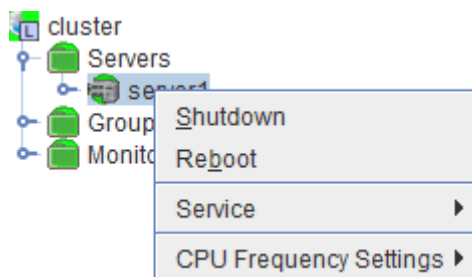 L cluster
Servers
server1
Group
Monito
Shutdown
Reboot
Service
CPU Frequency Settings